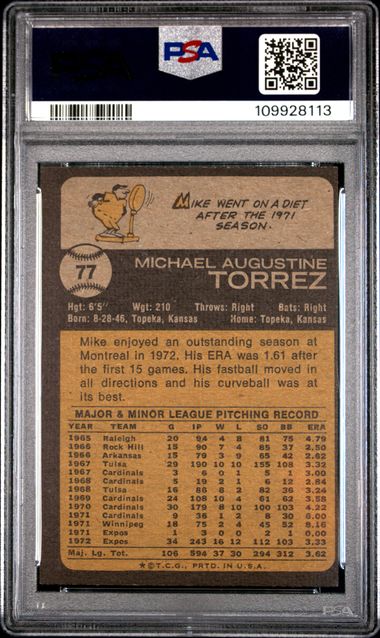 PSA
109928113
MIKE WENT ON A DIET
AFTER THE 1971
SEASON.
77
MICHAEL AUGUSTINE
TORREZ
Hgt: 6'5" Wgt: 210 Throws: Right Bats: Right
Born: 8-28-46, Topeka, Kansas Home: Topeka, Kansas
Mike enjoyed an outstanding season at
Montreal in 1972. His ERA was 1.61 after
the first 15 games. His fastball moved in
all directions and his curveball was at
its best.
MAJOR & MINOR LEAGUE PITCHING RECORD
YEAR TEAM G IP W L SO BB ERA
1965 Raleigh 20 94 4 8 81 75 4.79
1966 Rock Hill 15 90 7 4 85 37 2.50
1966 Arkansas 15 79 3 9 65 42 2.62
1967 Tulsa 29 190 10 10 155 108 3.32
1967 Cardinals 3 6 0 1 5 1 3.00
1968 Cardinals 5 19 2 1 6 12 2.84
1968 Tulsa 16 86 8 2 82 36 3.24
1969 Cardinals 24 108 10 4 61 62 3.58
1970 Cardinals 30 179 8 10 100 103 4.22
1971 Cardinals 9 36 1 2 8 30 6.00
1971 Winnipeg 18 75 2 4 45 52 8.16
1971 Expos 1 3 0 0 2 1 0.00
1972 Expos 34 243 16 12 112 103 3.33
Maj. Lg. Tot. 106 594 37 30 294 312 3.62
★©T.C.G., PRTD. IN U.S.A.
PSA